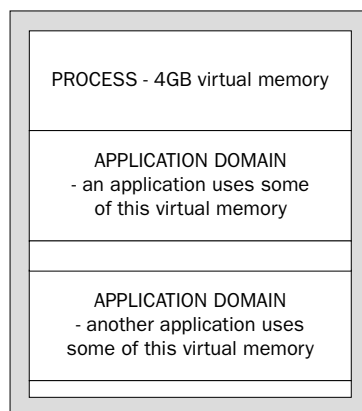 PROCESS - 4GB virtual memory
APPLICATION DOMAIN
- an application uses some
of this virtual memory
APPLICATION DOMAIN
- another application uses
some of this virtual memory